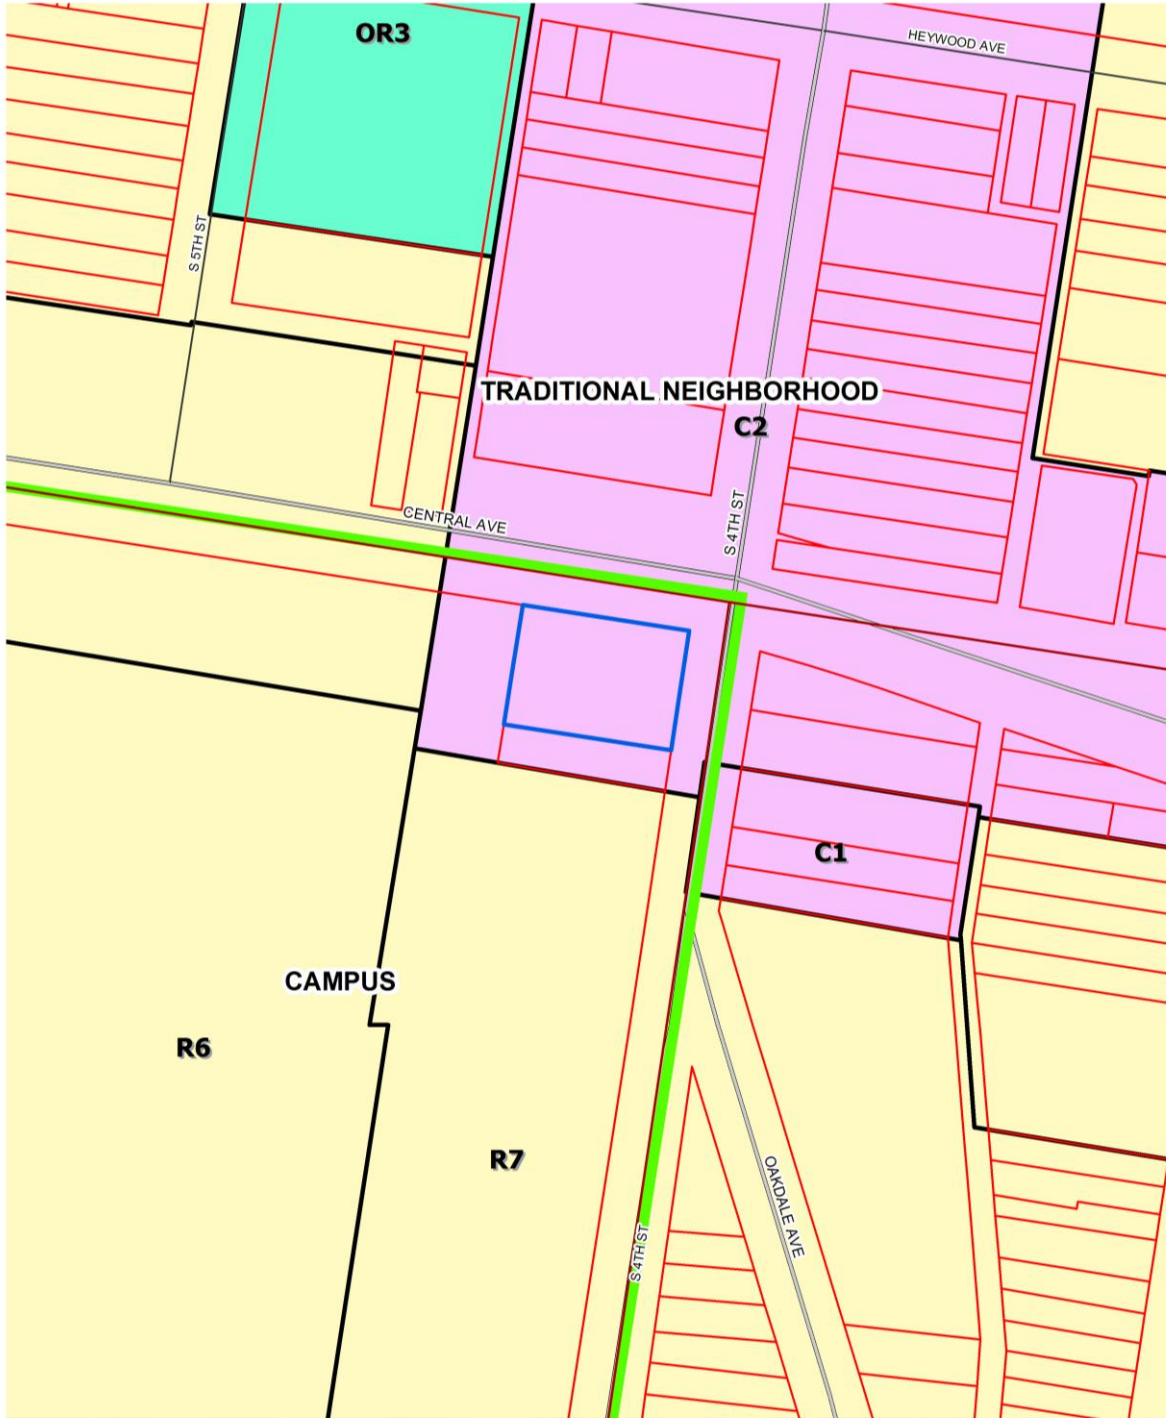 OR3
HEYWOOD AVE
S 5TH ST
TRADITIONAL NEIGHBORHOOD
C2
S 4TH ST
CENTRAL AVE
C1
CAMPUS
R6
R7
OAKDALE AVE
S 4TH ST